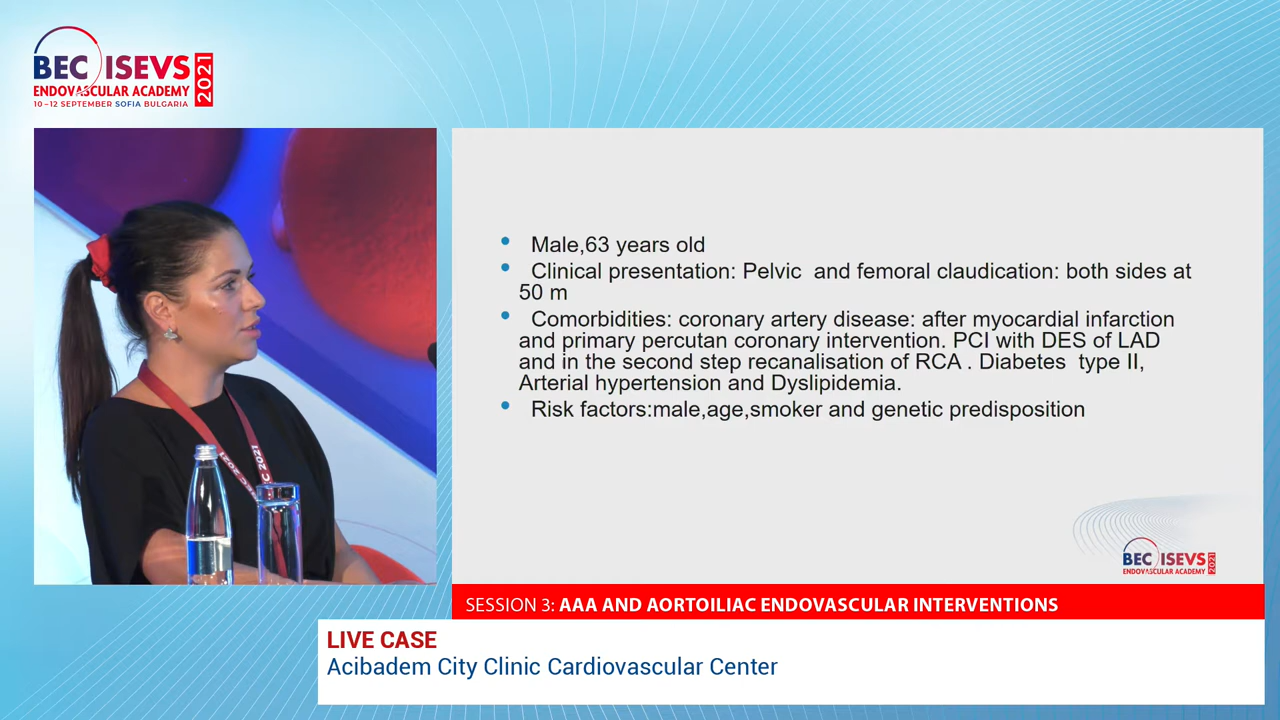 BEC ISEVS
ENDOVASCULAR ACADEMY
2021
10-12 SEPTEMBER SOFIA BULGARIA
• Male,63 years old
• Clinical presentation: Pelvic and femoral claudication: both sides at
50 m
• Comorbidities: coronary artery disease: after myocardial infarction
and primary percutan coronary intervention. PCI with DES of LAD
and in the second step recanalisation of RCA . Diabetes type II,
Arterial hypertension and Dyslipidemia.
• Risk factors:male,age,smoker and genetic predisposition
2021
BEC ISEVS
ENDOVASCULAR ACADEMY
2021
SESSION 3: AAA AND AORTOILIAC ENDOVASCULAR INTERVENTIONS
LIVE CASE
Acibadem City Clinic Cardiovascular Center